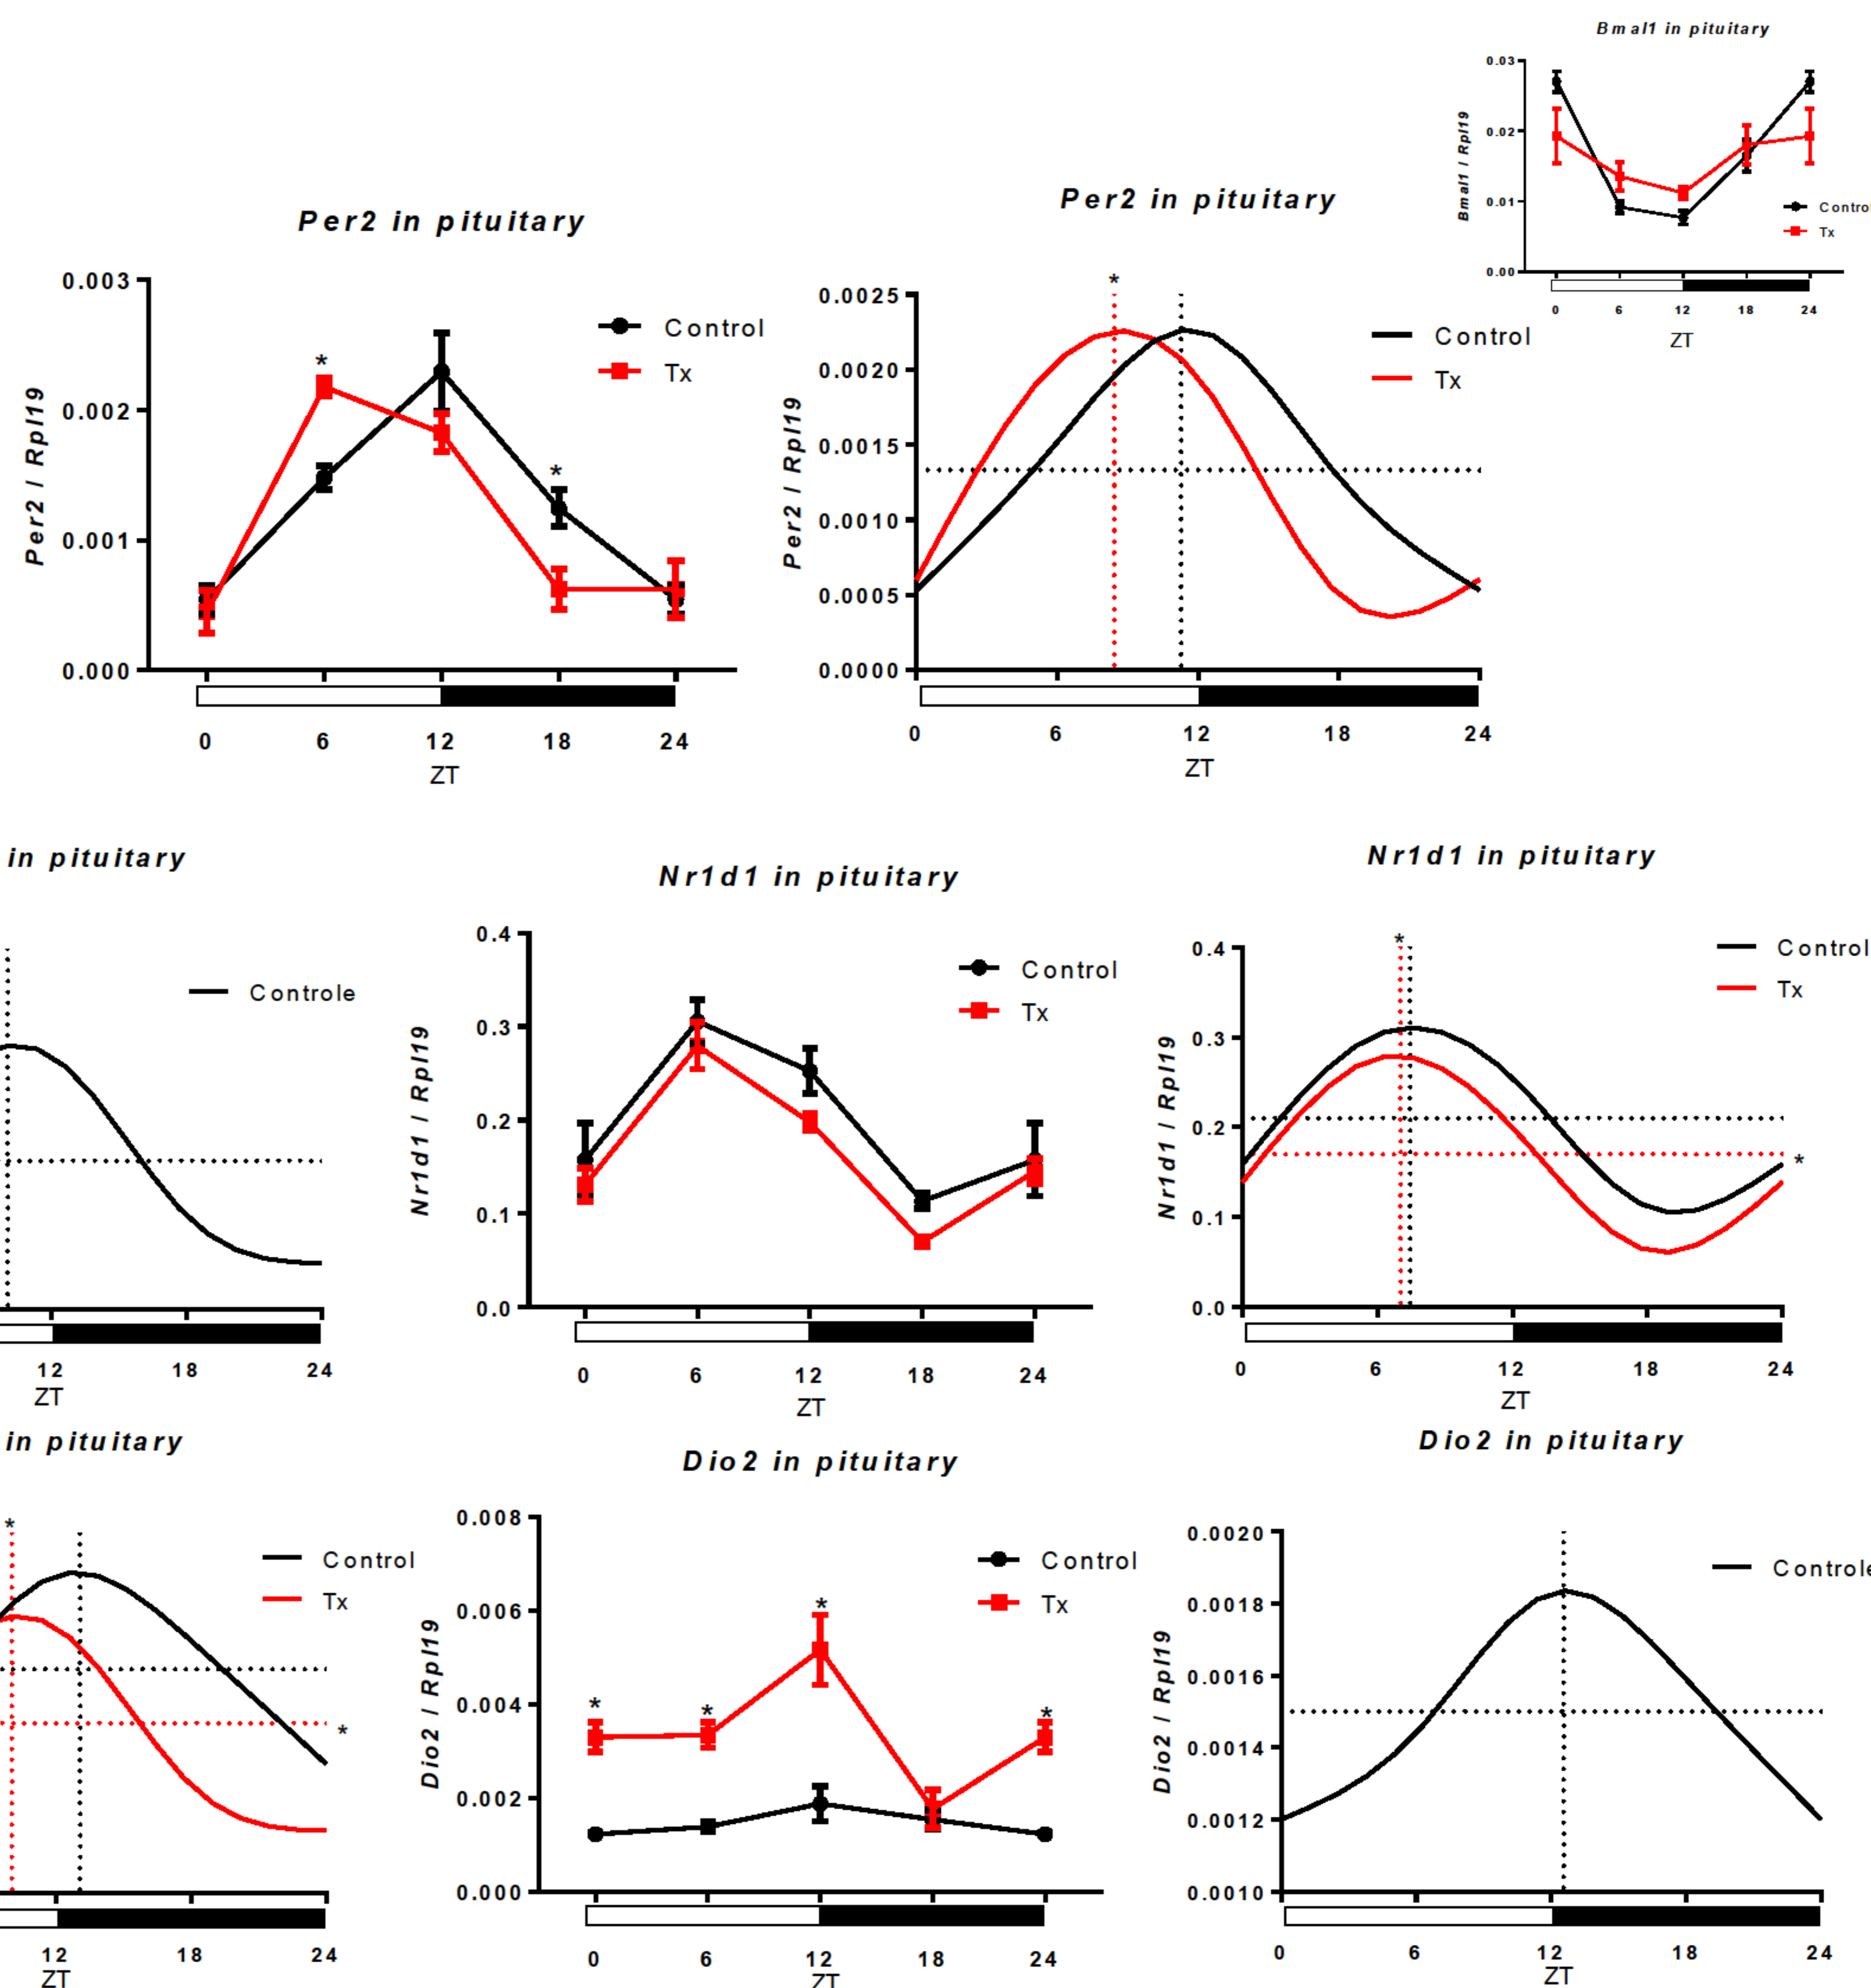 Bmal1 in pituitary
Bmal1 / Rpl19
0.03
0.02
0.01
0.00
Tx
0 6 12 18 24
ZT
Per2 in pituitary
Per2 / Rpl19
0.003
0.002
0.001
0.000
*
*
Control
Tx
0 6 12 18 24
ZT
Per2 in pituitary
Per2 / Rpl19
0.0025
0.0020
0.0015
0.0010
0.0005
0.0000
*
Control
Tx
0 6 12 18 24
ZT
in pituitary
Controle
12 18 24
ZT
Nr1d1 in pituitary
Nr1d1 / Rpl19
0.4
0.3
0.2
0.1
0.0
Control
Tx
0 6 12 18 24
ZT
Nr1d1 in pituitary
Nr1d1 / Rpl19
0.4
0.3
0.2
0.1
0.0
*
*
Control
Tx
0 6 12 18 24
ZT
in pituitary
*
*
Control
Tx
12 18 24
ZT
Dio2 in pituitary
Dio2 / Rpl19
0.008
0.006
0.004
0.002
0.000
*
*
*
*
Control
Tx
0 6 12 18 24
ZT
Dio2 in pituitary
Dio2 / Rpl19
0.0020
0.0018
0.0016
0.0014
0.0012
0.0010
Controle
0 6 12 18 24
ZT